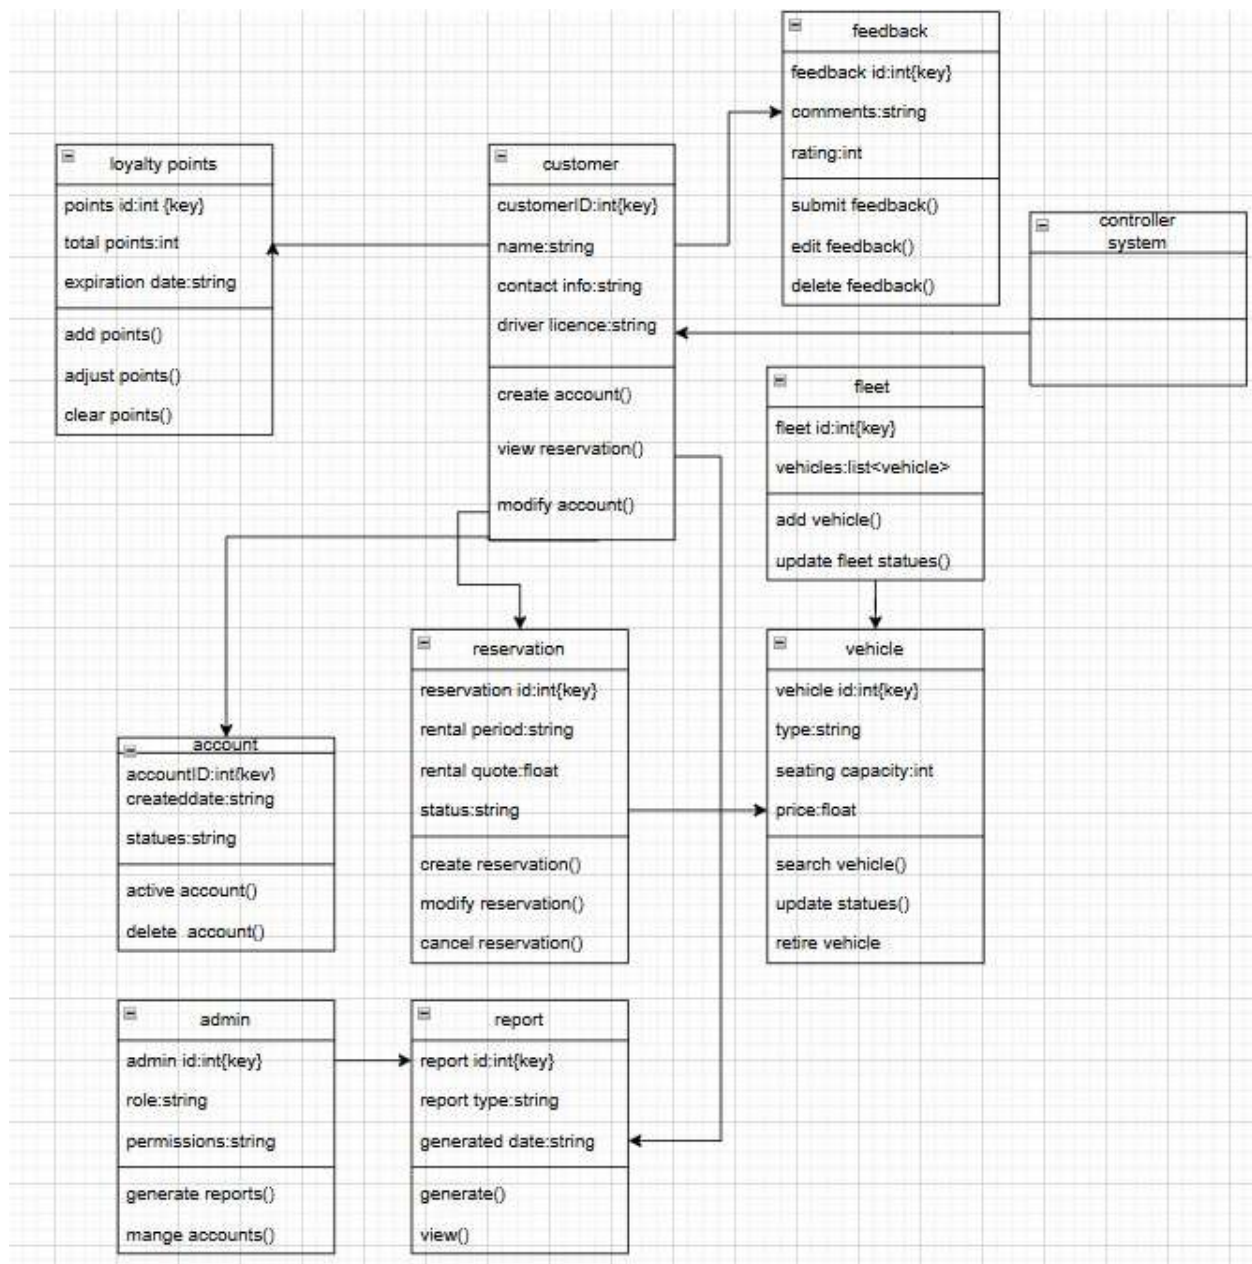 feedback
feedback id:int{key}
comments:string
rating:int
submit feedback()
edit feedback()
delete feedback()
loyalty points
points id:int {key}
total points:int
expiration date:string
add points()
adjust points()
clear points()
customer
customerID:int{key}
name:string
contact info:string
driver licence:string
create account()
view reservation()
modify account()
controller
system
fleet
fleet id:int{key}
vehicles:list<vehicle>
add vehicle()
update fleet statues()
reservation
reservation id:int{key}
rental period:string
rental quote:float
status:string
create reservation()
modify reservation()
cancel reservation()
vehicle
vehicle id:int{key}
type:string
seating capacity:int
price:float
search vehicle()
update statues()
retire vehicle
account
accountID:int{key}
createddate:string
statues:string
active account()
delete  account()
admin
admin id:int{key}
role:string
permissions:string
generate reports()
mange accounts()
report
report id:int{key}
report type:string
generated date:string
generate()
view()